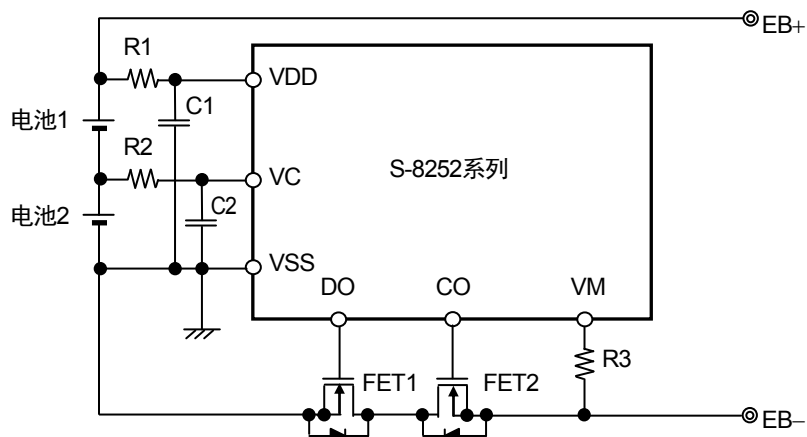 EB+
R1
VDD
C1
电池1
R2
VC
S-8252系列
C2
电池2
VSS
DO
CO
VM
R3
FET1
FET2
EB−